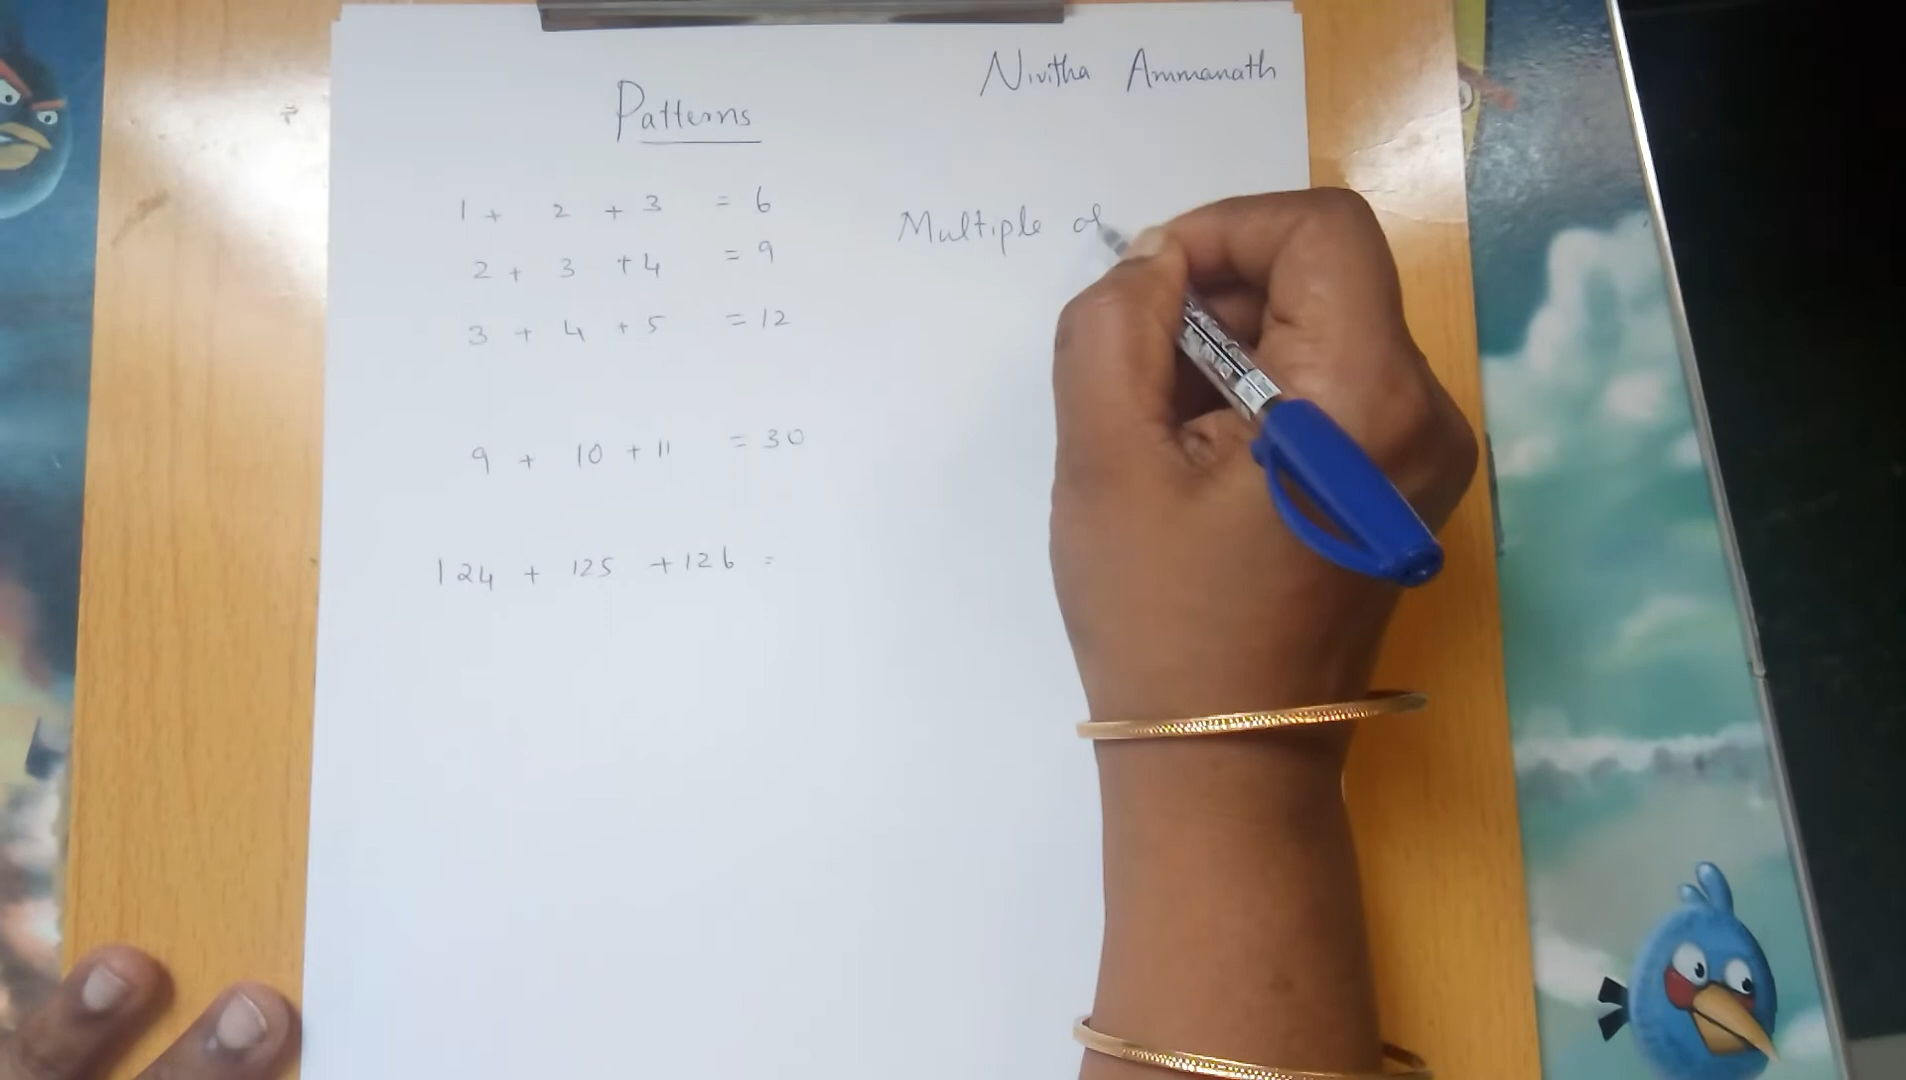 Nivitha Ammanath
Patterns
1 + 2 + 3 = 6
Multiple of
2 + 3 + 4 = 9
3 + 4 + 5 = 12
9 + 10 + 11 = 30
124 + 125 + 126 =